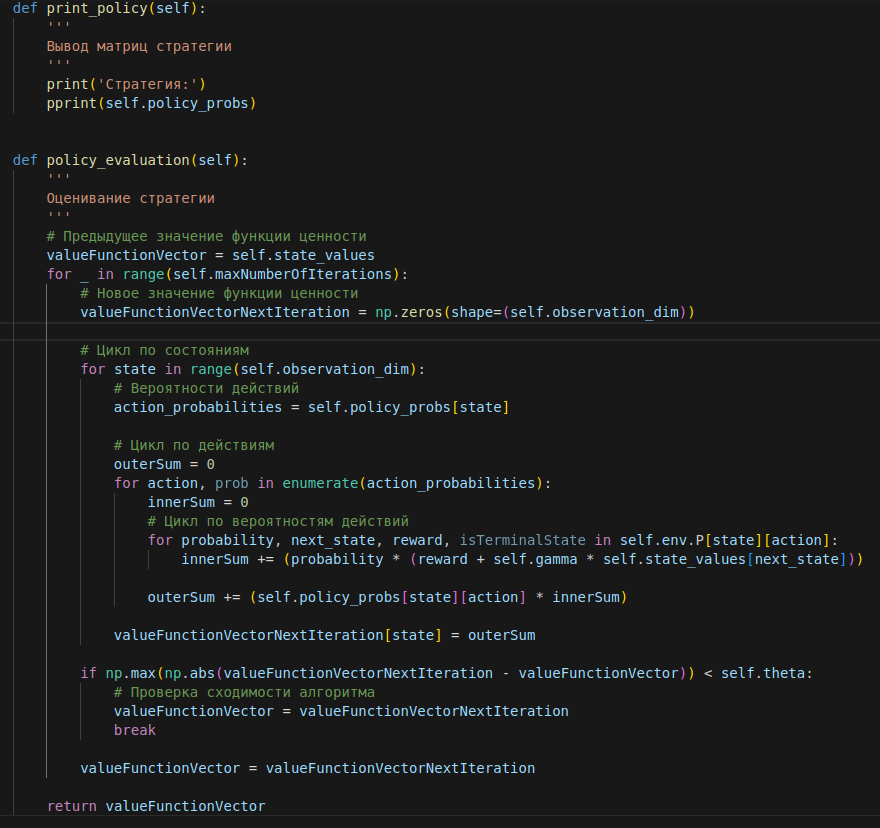 def print_policy(self):
'''
Вывод матриц стратегии
'''
print('Стратегия:')
pprint(self.policy_probs)
def policy_evaluation(self):
'''
Оценивание стратегии
'''
# Предыдущее значение функции ценности
valueFunctionVector = self.state_values
for _ in range(self.maxNumberOfIterations):
# Новое значение функции ценности
valueFunctionVectorNextIteration = np.zeros(shape=(self.observation_dim))
# Цикл по состояниям
for state in range(self.observation_dim):
# Вероятности действий
action_probabilities = self.policy_probs[state]
# Цикл по действиям
outerSum = 0
for action, prob in enumerate(action_probabilities):
innerSum = 0
# Цикл по вероятностям действий
for probability, next_state, reward, isTerminalState in self.env.P[state][action]:
innerSum += (probability * (reward + self.gamma * self.state_values[next_state]))
outerSum += (self.policy_probs[state][action] * innerSum)
valueFunctionVectorNextIteration[state] = outerSum
if np.max(np.abs(valueFunctionVectorNextIteration - valueFunctionVector)) < self.theta:
# Проверка сходимости алгоритма
valueFunctionVector = valueFunctionVectorNextIteration
break
valueFunctionVector = valueFunctionVectorNextIteration
return valueFunctionVector